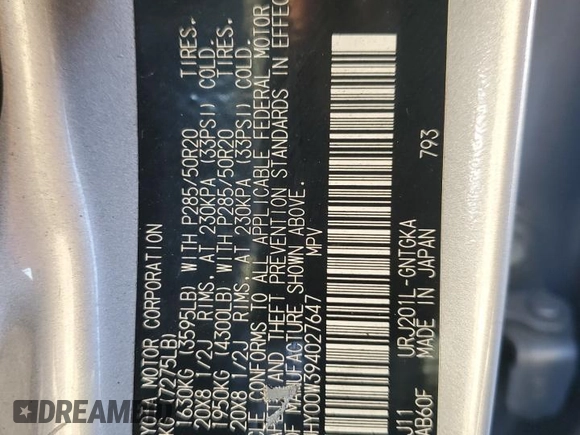 TOYOTA MOTOR CORPORATION
KG (7275LB)
1630KG (3595LB) WITH P285/50R20 TIRES,
20X8 1/2J RIMS, AT 230KPA (33PSI) COLD.
1950KG (4300LB) WITH P285/50R20 TIRES,
20X8 1/2J RIMS, AT 230KPA (33PSI) COLD.
CONFORMS TO ALL APPLICABLE FEDERAL MOTOR
AND THEFT PREVENTION STANDARDS IN EFFECT
OF MANUFACTURE SHOWN ABOVE.
HY00W394027647 MPV
J11 URJ201L-GNTGKA
AB60F MADE IN JAPAN 793
DREAMBID